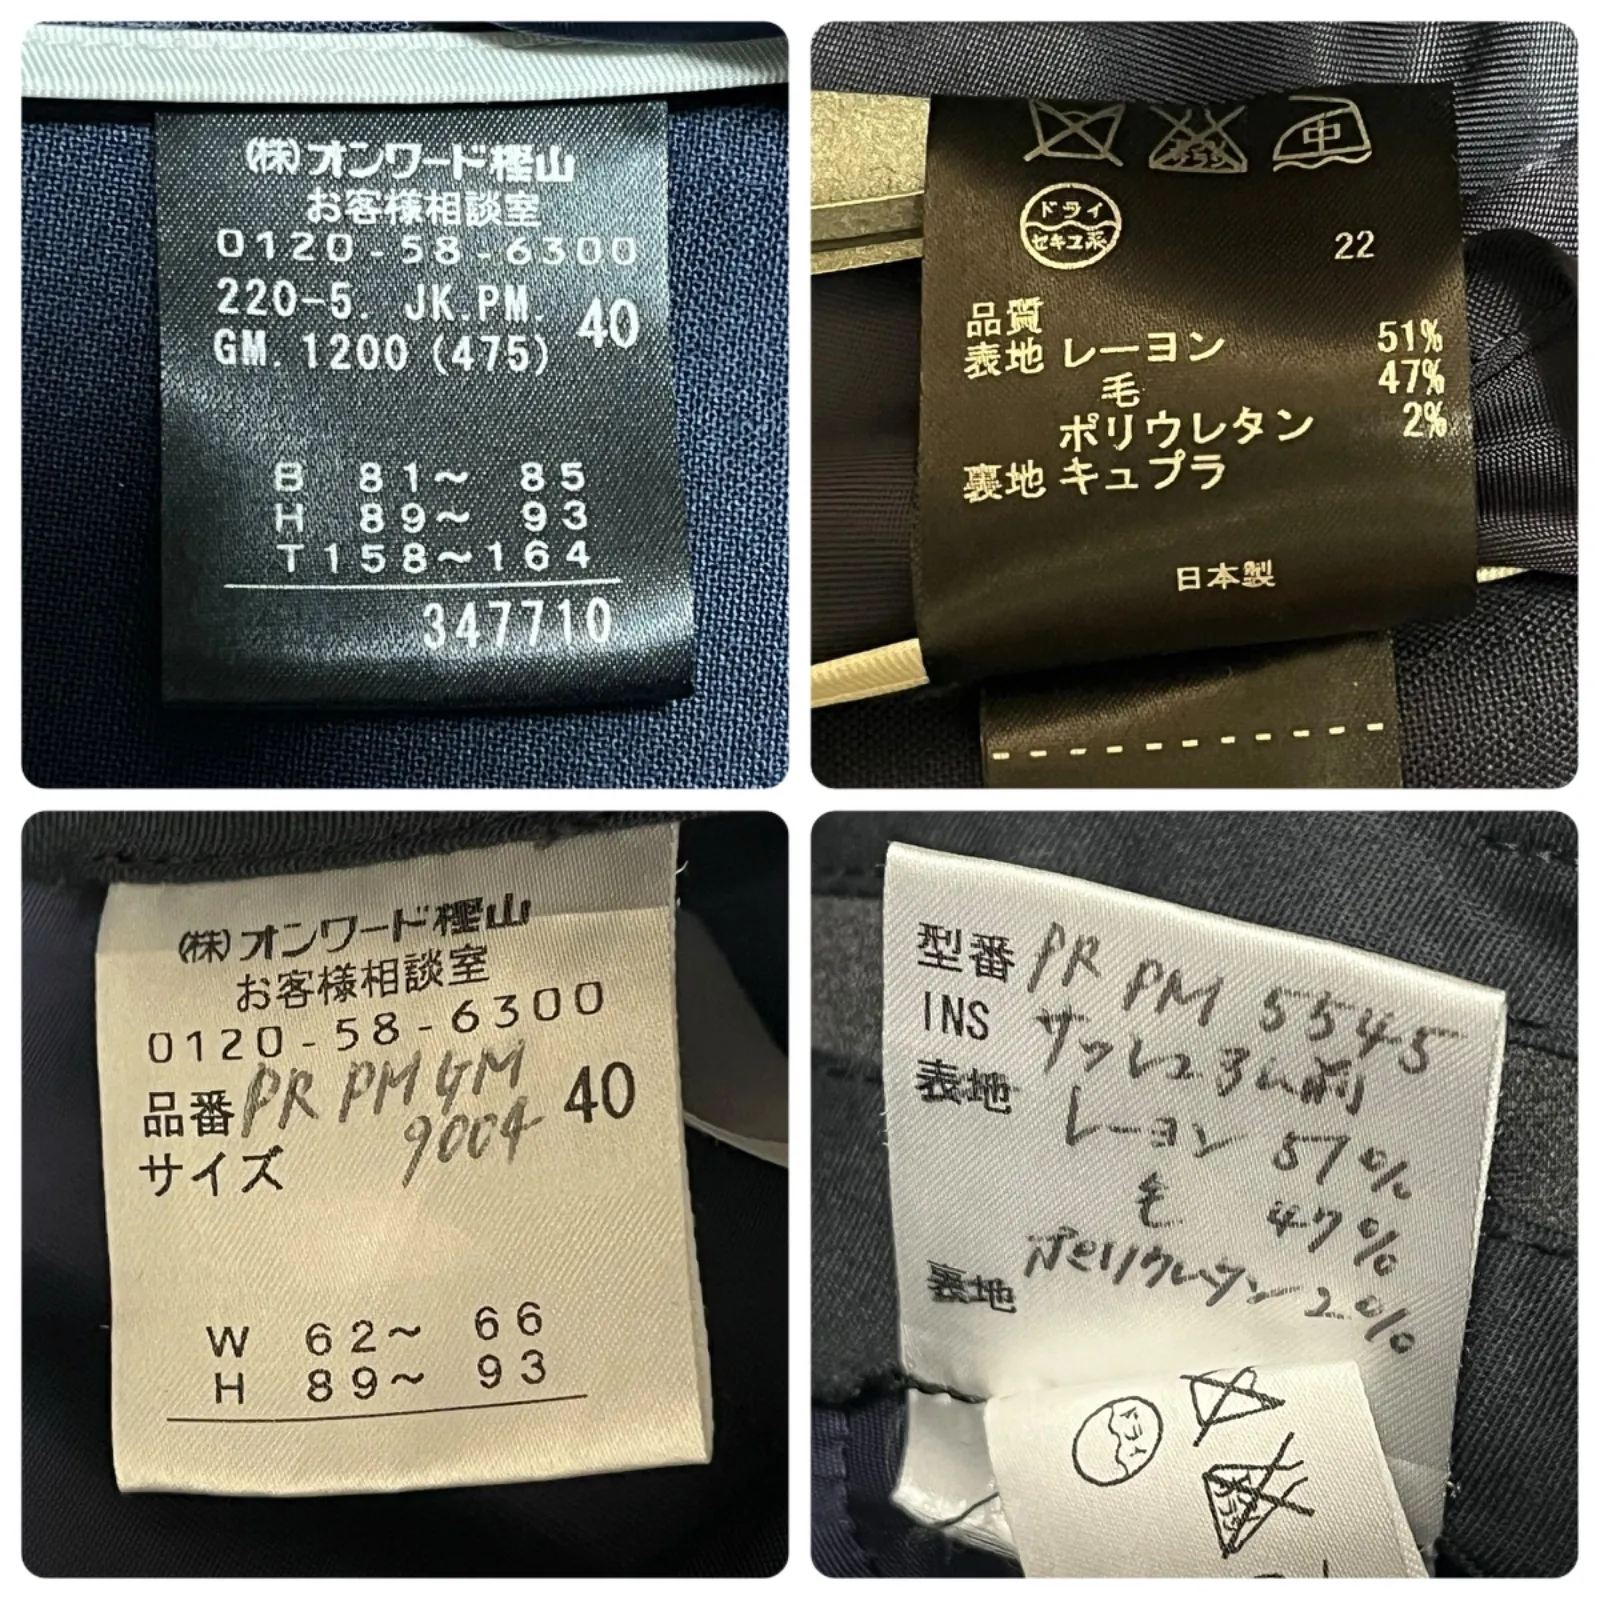 (株)オンワード樫山
お客様相談室
0120-58-6300
220-5. JK.PM. 40
GM.1200(475)
B 81〜 85
H 89〜 93
T158〜164
347710
中
ドライ
セキユ系
22
品質
表地 レーヨン 51%
毛 47%
ポリウレタン 2%
裏地 キュプラ
日本製
(株)オンワード樫山
お客様相談室
0120-58-6300
品番 PR PM GM 40
9004
サイズ
W 62〜 66
H 89〜 93
型番 PR PM 5545
INS
表地
レーヨン 51%
毛 47%
ポリウレタン 2%
裏地
ドライ